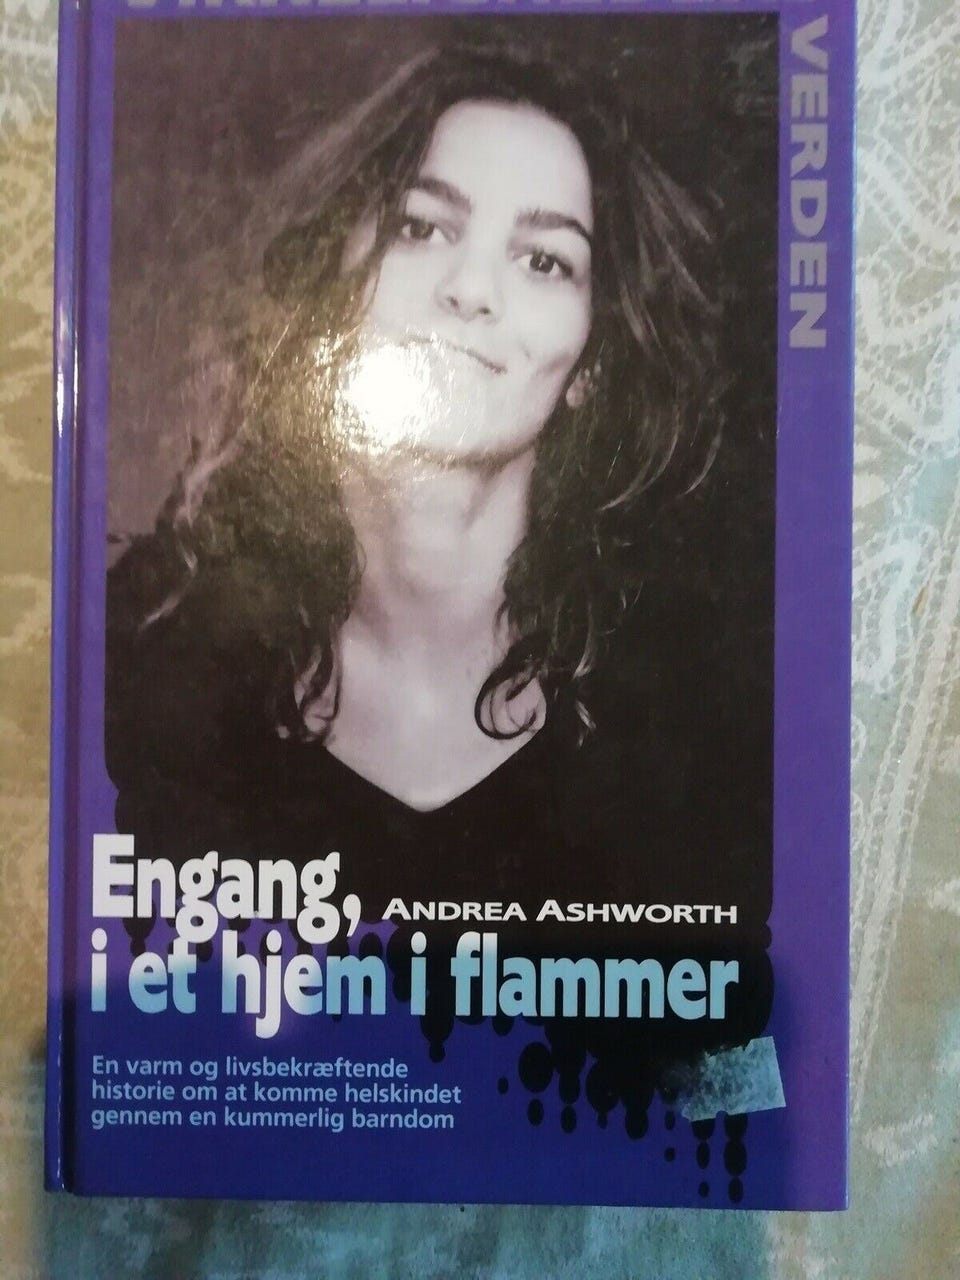 VERDEN
Engang,
ANDREA ASHWORTH
i et hjem i flammer
En varm og livsbekræftende
historie om at komme helskindet
gennem en kummerlig barndom